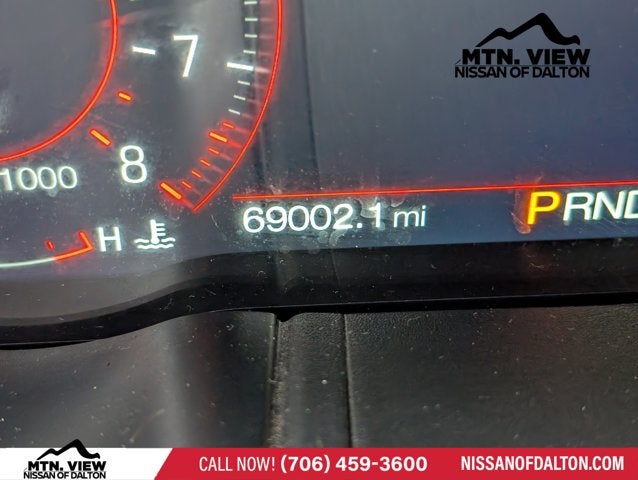 MTN. VIEW
NISSAN OF DALTON
7
8
1000
H
69002.1 mi
PRND
MTN. VIEW
NISSAN OF DALTON
CALL NOW! (706) 459-3600
NISSANOFDALTON.COM